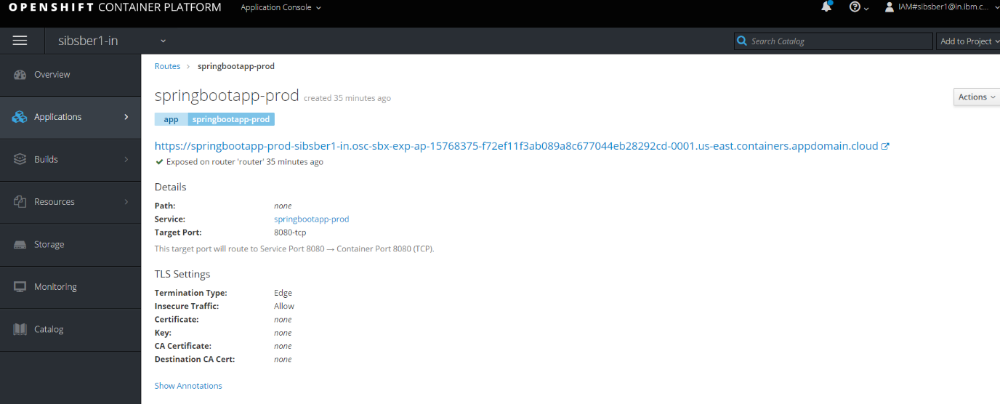 OPENSHIFT CONTAINER PLATFORM Application Console IAM#sibsber1@in.ibm.c...
sibsber1-in Search Catalog Add to Project
Overview
Applications
Builds
Resources
Storage
Monitoring
Catalog
Routes > springbootapp-prod
springbootapp-prod created 35 minutes ago
Actions
app springbootapp-prod
https://springbootapp-prod-sibsber1-in.osc-sbx-exp-ap-15768375-f72ef11f3ab089a8c677044eb28292cd-0001.us-east.containers.appdomain.cloud
Exposed on router 'router' 35 minutes ago
Details
Path: none
Service: springbootapp-prod
Target Port: 8080-tcp
This target port will route to Service Port 8080 → Container Port 8080 (TCP).
TLS Settings
Termination Type: Edge
Insecure Traffic: Allow
Certificate: none
Key: none
CA Certificate: none
Destination CA Cert: none
Show Annotations